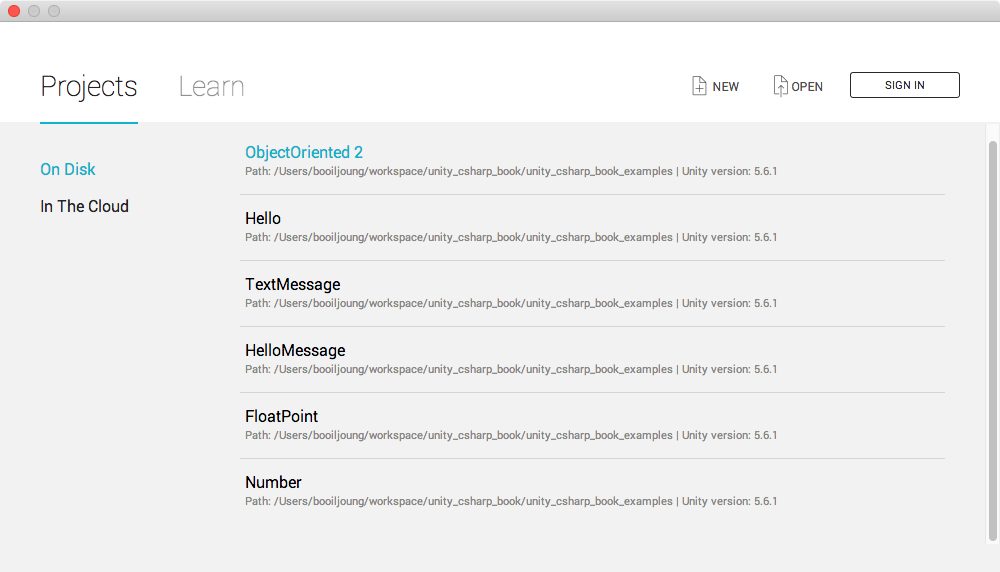 Projects
Learn
NEW
OPEN
SIGN IN
On Disk
In The Cloud
ObjectOriented 2
Path: /Users/booiljoung/workspace/unity_csharp_book/unity_csharp_book_examples | Unity version: 5.6.1
Hello
Path: /Users/booiljoung/workspace/unity_csharp_book/unity_csharp_book_examples | Unity version: 5.6.1
TextMessage
Path: /Users/booiljoung/workspace/unity_csharp_book/unity_csharp_book_examples | Unity version: 5.6.1
HelloMessage
Path: /Users/booiljoung/workspace/unity_csharp_book/unity_csharp_book_examples | Unity version: 5.6.1
FloatPoint
Path: /Users/booiljoung/workspace/unity_csharp_book/unity_csharp_book_examples | Unity version: 5.6.1
Number
Path: /Users/booiljoung/workspace/unity_csharp_book/unity_csharp_book_examples | Unity version: 5.6.1